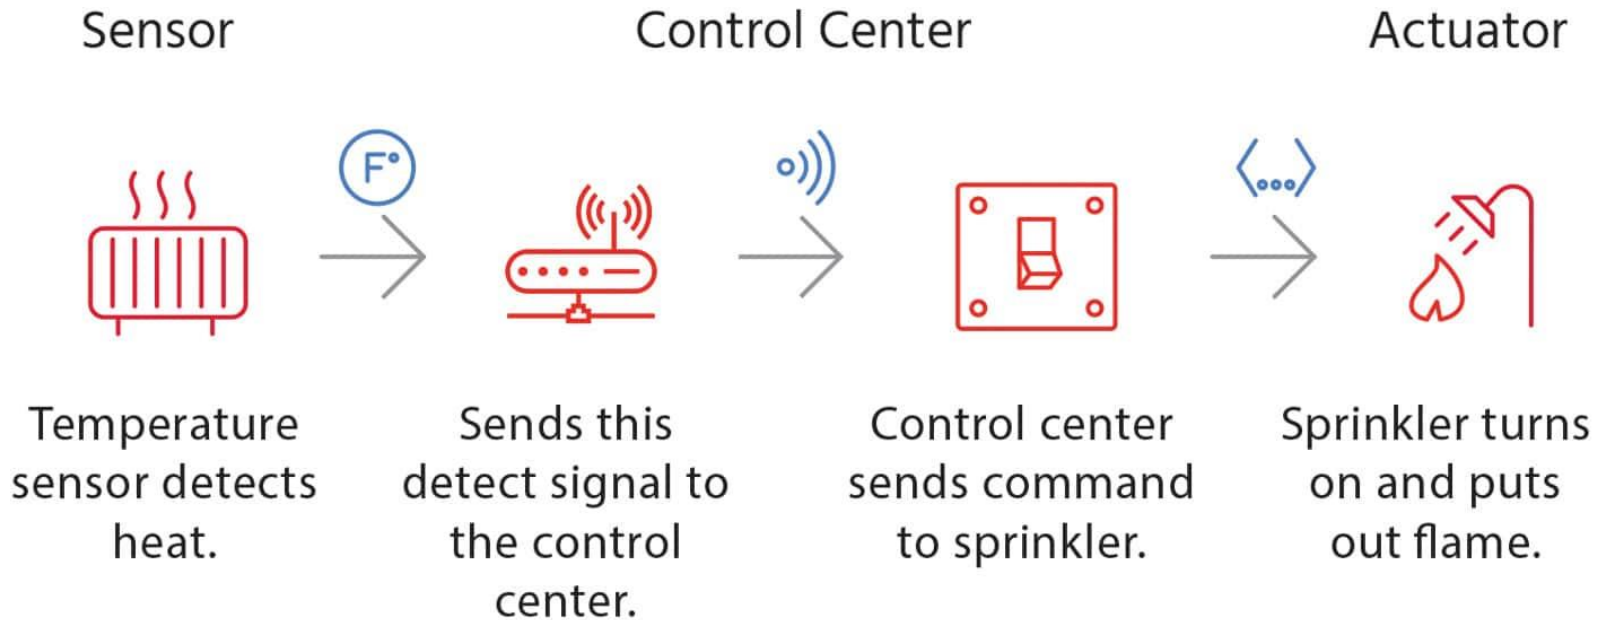 Sensor
Control Center
Actuator
F°
Temperature
sensor detects
heat.
Sends this
detect signal to
the control
center.
Control center
sends command
to sprinkler.
Sprinkler turns
on and puts
out flame.